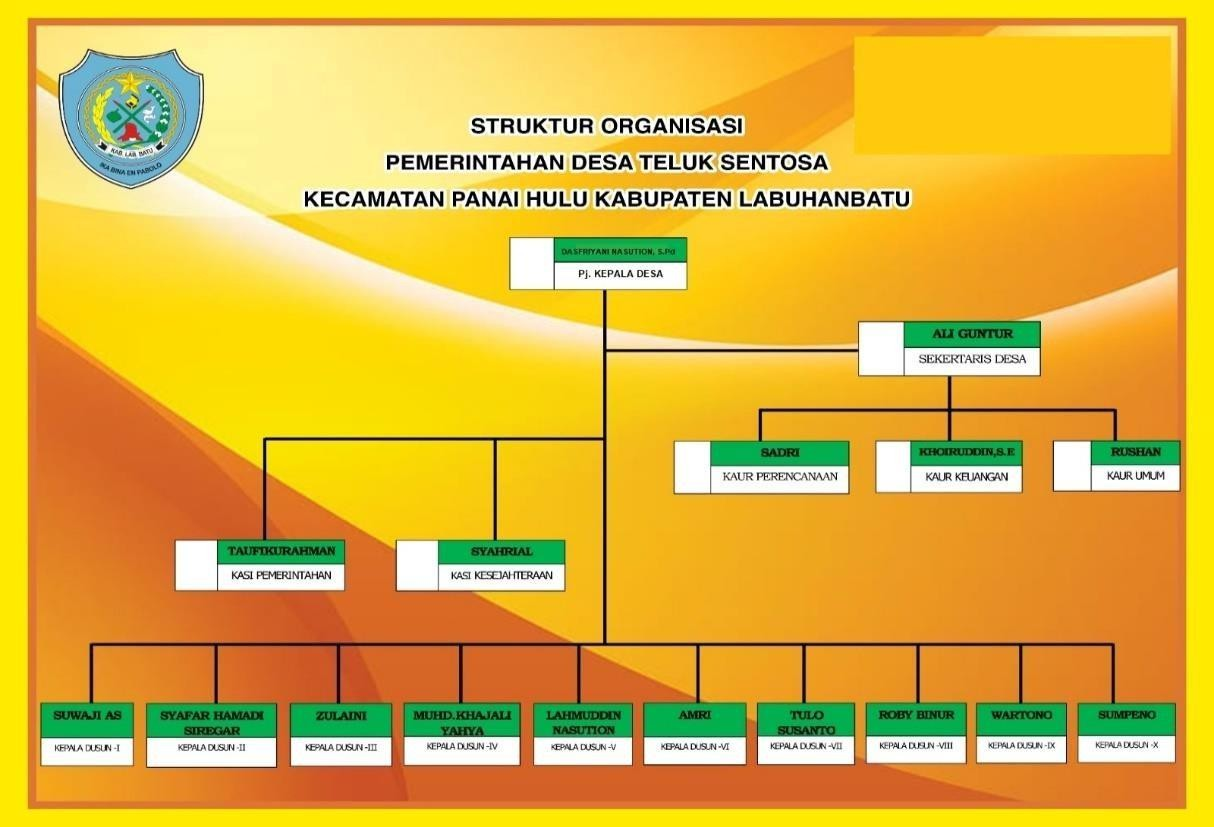 KAB. LAB. BATU
IKA BINA EN PABOLO
STRUKTUR ORGANISASI
PEMERINTAHAN DESA TELUK SENTOSA
KECAMATAN PANAI HULU KABUPATEN LABUHANBATU
DASFRIYANI NASUTION, S.Pd
Pj. KEPALA DESA
ALI GUNTUR
SEKERTARIS DESA
SADRI
KAUR PERENCANAAN
KHOIRUDDIN,S.E
KAUR KEUANGAN
RUSHAN
KAUR UMUM
TAUFIKURAHMAN
KASI PEMERINTAHAN
SYAHRIAL
KASI KESEJAHTERAAN
SUWAJI AS
KEPALA DUSUN -I
SYAFAR HAMADI
SIREGAR
KEPALA DUSUN -II
ZULAINI
KEPALA DUSUN -III
MUHD.KHAJALI
YAHYA
KEPALA DUSUN -IV
LAHMUDDIN
NASUTION
KEPALA DUSUN -V
AMRI
KEPALA DUSUN -VI
TULO
SUSANTO
KEPALA DUSUN -VII
ROBY BINUR
KEPALA DUSUN -VIII
WARTONO
KEPALA DUSUN -IX
SUMPENO
KEPALA DUSUN -X